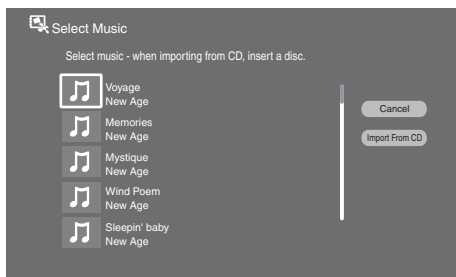 Select Music
Select music - when importing from CD, insert a disc.
Voyage
New Age
Memories
New Age
Mystique
New Age
Wind Poem
New Age
Sleepin' baby
New Age
Cancel
Import From CD